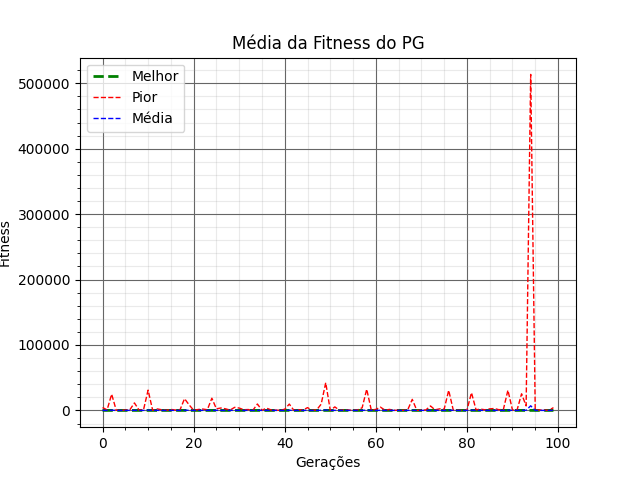 Média da Fitness do PG
Melhor
Pior
Média
500000
400000
300000
200000
100000
0
Fitness
0 20 40 60 80 100
Gerações